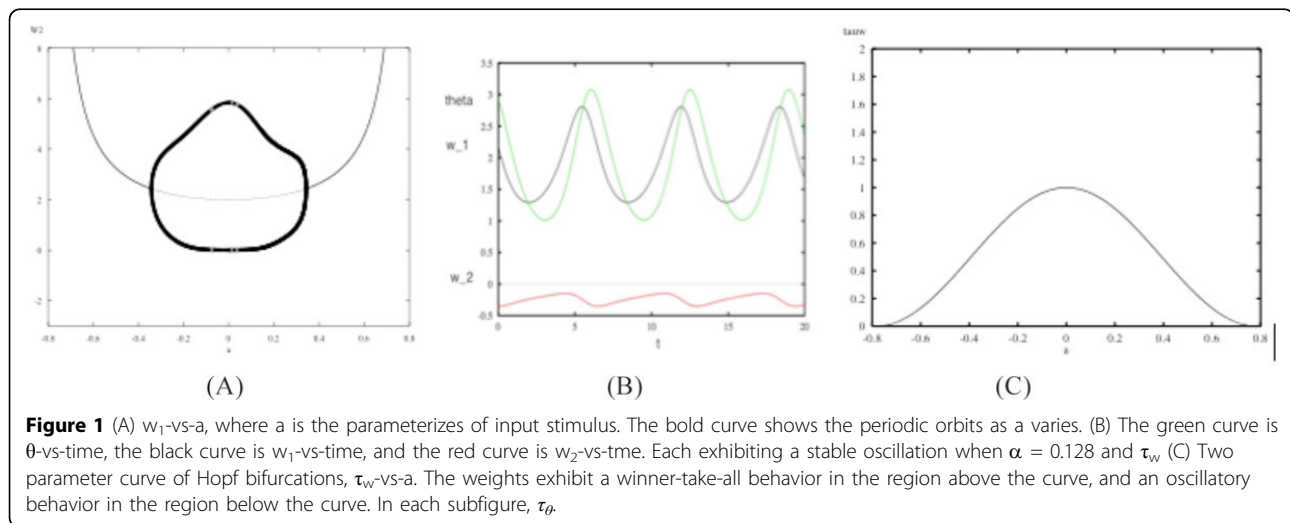 W2
8
6
4
2
0
-2
-0.8 -0.6 -0.4 -0.2 0 0.2 0.4 0.6 0.8
a
3.5
3
2.5
2
1.5
1
0.5
0
-0.5
theta
w_1
w_2
0 5 10 15 20
t
tauw
2
1.8
1.6
1.4
1.2
1
0.8
0.6
0.4
0.2
0
-0.8 -0.6 -0.4 -0.2 0 0.2 0.4 0.6 0.8
a
(A) (B) (C)
Figure 1 (A) w₁-vs-a, where a is the parameterizes of input stimulus. The bold curve shows the periodic orbits as a varies. (B) The green curve is
θ-vs-time, the black curve is w₁-vs-time, and the red curve is w₂-vs-tme. Each exhibiting a stable oscillation when α = 0.128 and τw (C) Two
parameter curve of Hopf bifurcations, τw-vs-a. The weights exhibit a winner-take-all behavior in the region above the curve, and an oscillatory
behavior in the region below the curve. In each subfigure, τθ.